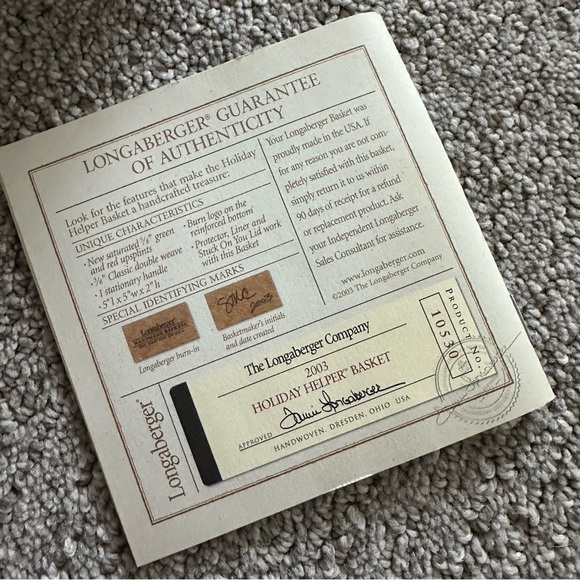 LONGABERGER® GUARANTEE
OF AUTHENTICITY
Look for the features that make the Holiday
Helper Basket a handcrafted treasure:
UNIQUE CHARACTERISTICS
• New saturated 5/8" green
and red upsplints
• 3/8" Classic double weave
• 1 stationary handle
• 5"l x 5"w x 2"h
• Burn logo on the
reinforced bottom
• Protector, Liner and
Stuck On You Lid work
with this Basket
SPECIAL IDENTIFYING MARKS
Longaberger
Longaberger burn-in
2003
Basketmaker's initials
and date created
Your Longaberger Basket was
proudly made in the USA. If
for any reason you are not com-
pletely satisfied with this basket,
simply return it to us within
90 days of receipt for a refund
or replacement product. Ask
your Independent Longaberger
Sales Consultant for assistance.
www.longaberger.com
©2003 The Longaberger Company
Longaberger®
The Longaberger Company
2003
HOLIDAY HELPER™ BASKET
APPROVED
HANDWOVEN, DRESDEN, OHIO USA
PRODUCT NO.
10530